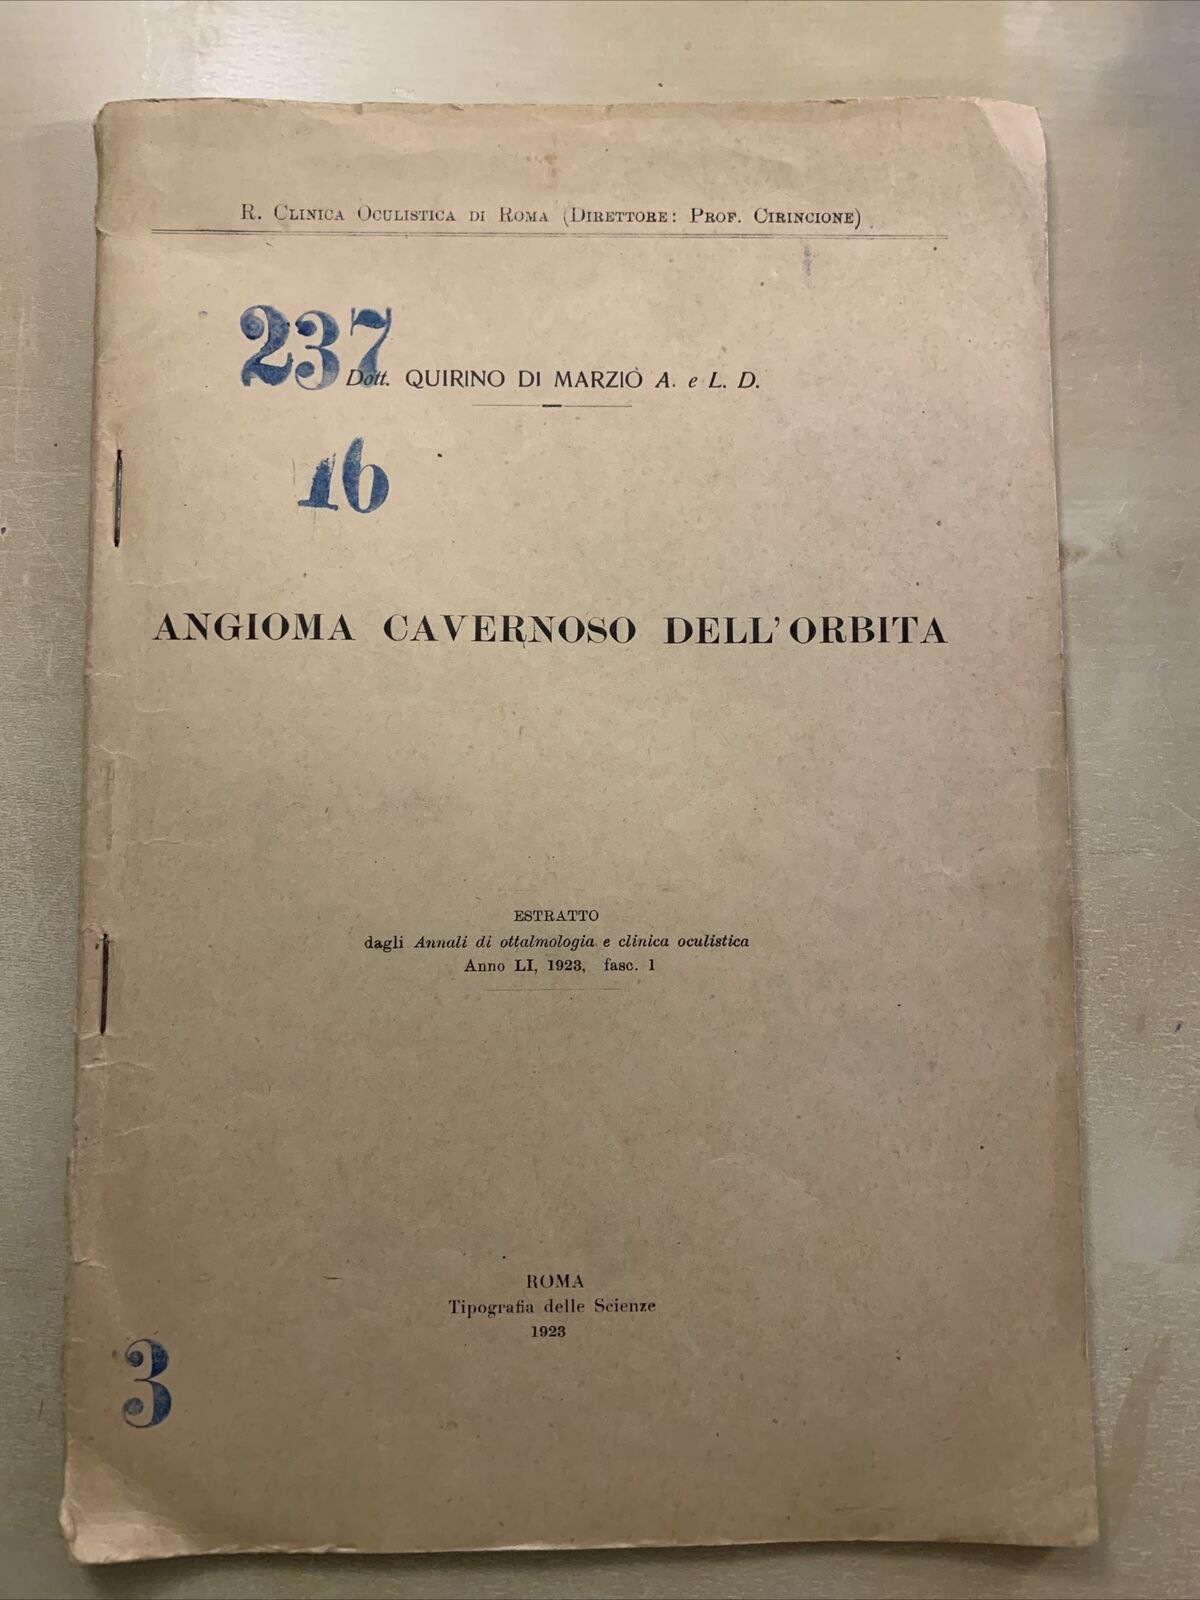 R. CLINICA OCULISTICA DI ROMA (DIRETTORE: PROF. CIRINCIONE)
237
Dott. QUIRINO DI MARZIO A. e L. D.
16
ANGIOMA CAVERNOSO DELL'ORBITA
ESTRATTO
dagli Annali di ottalmologia e clinica oculistica
Anno LI, 1923, fasc. 1
ROMA
Tipografia delle Scienze
1923
3